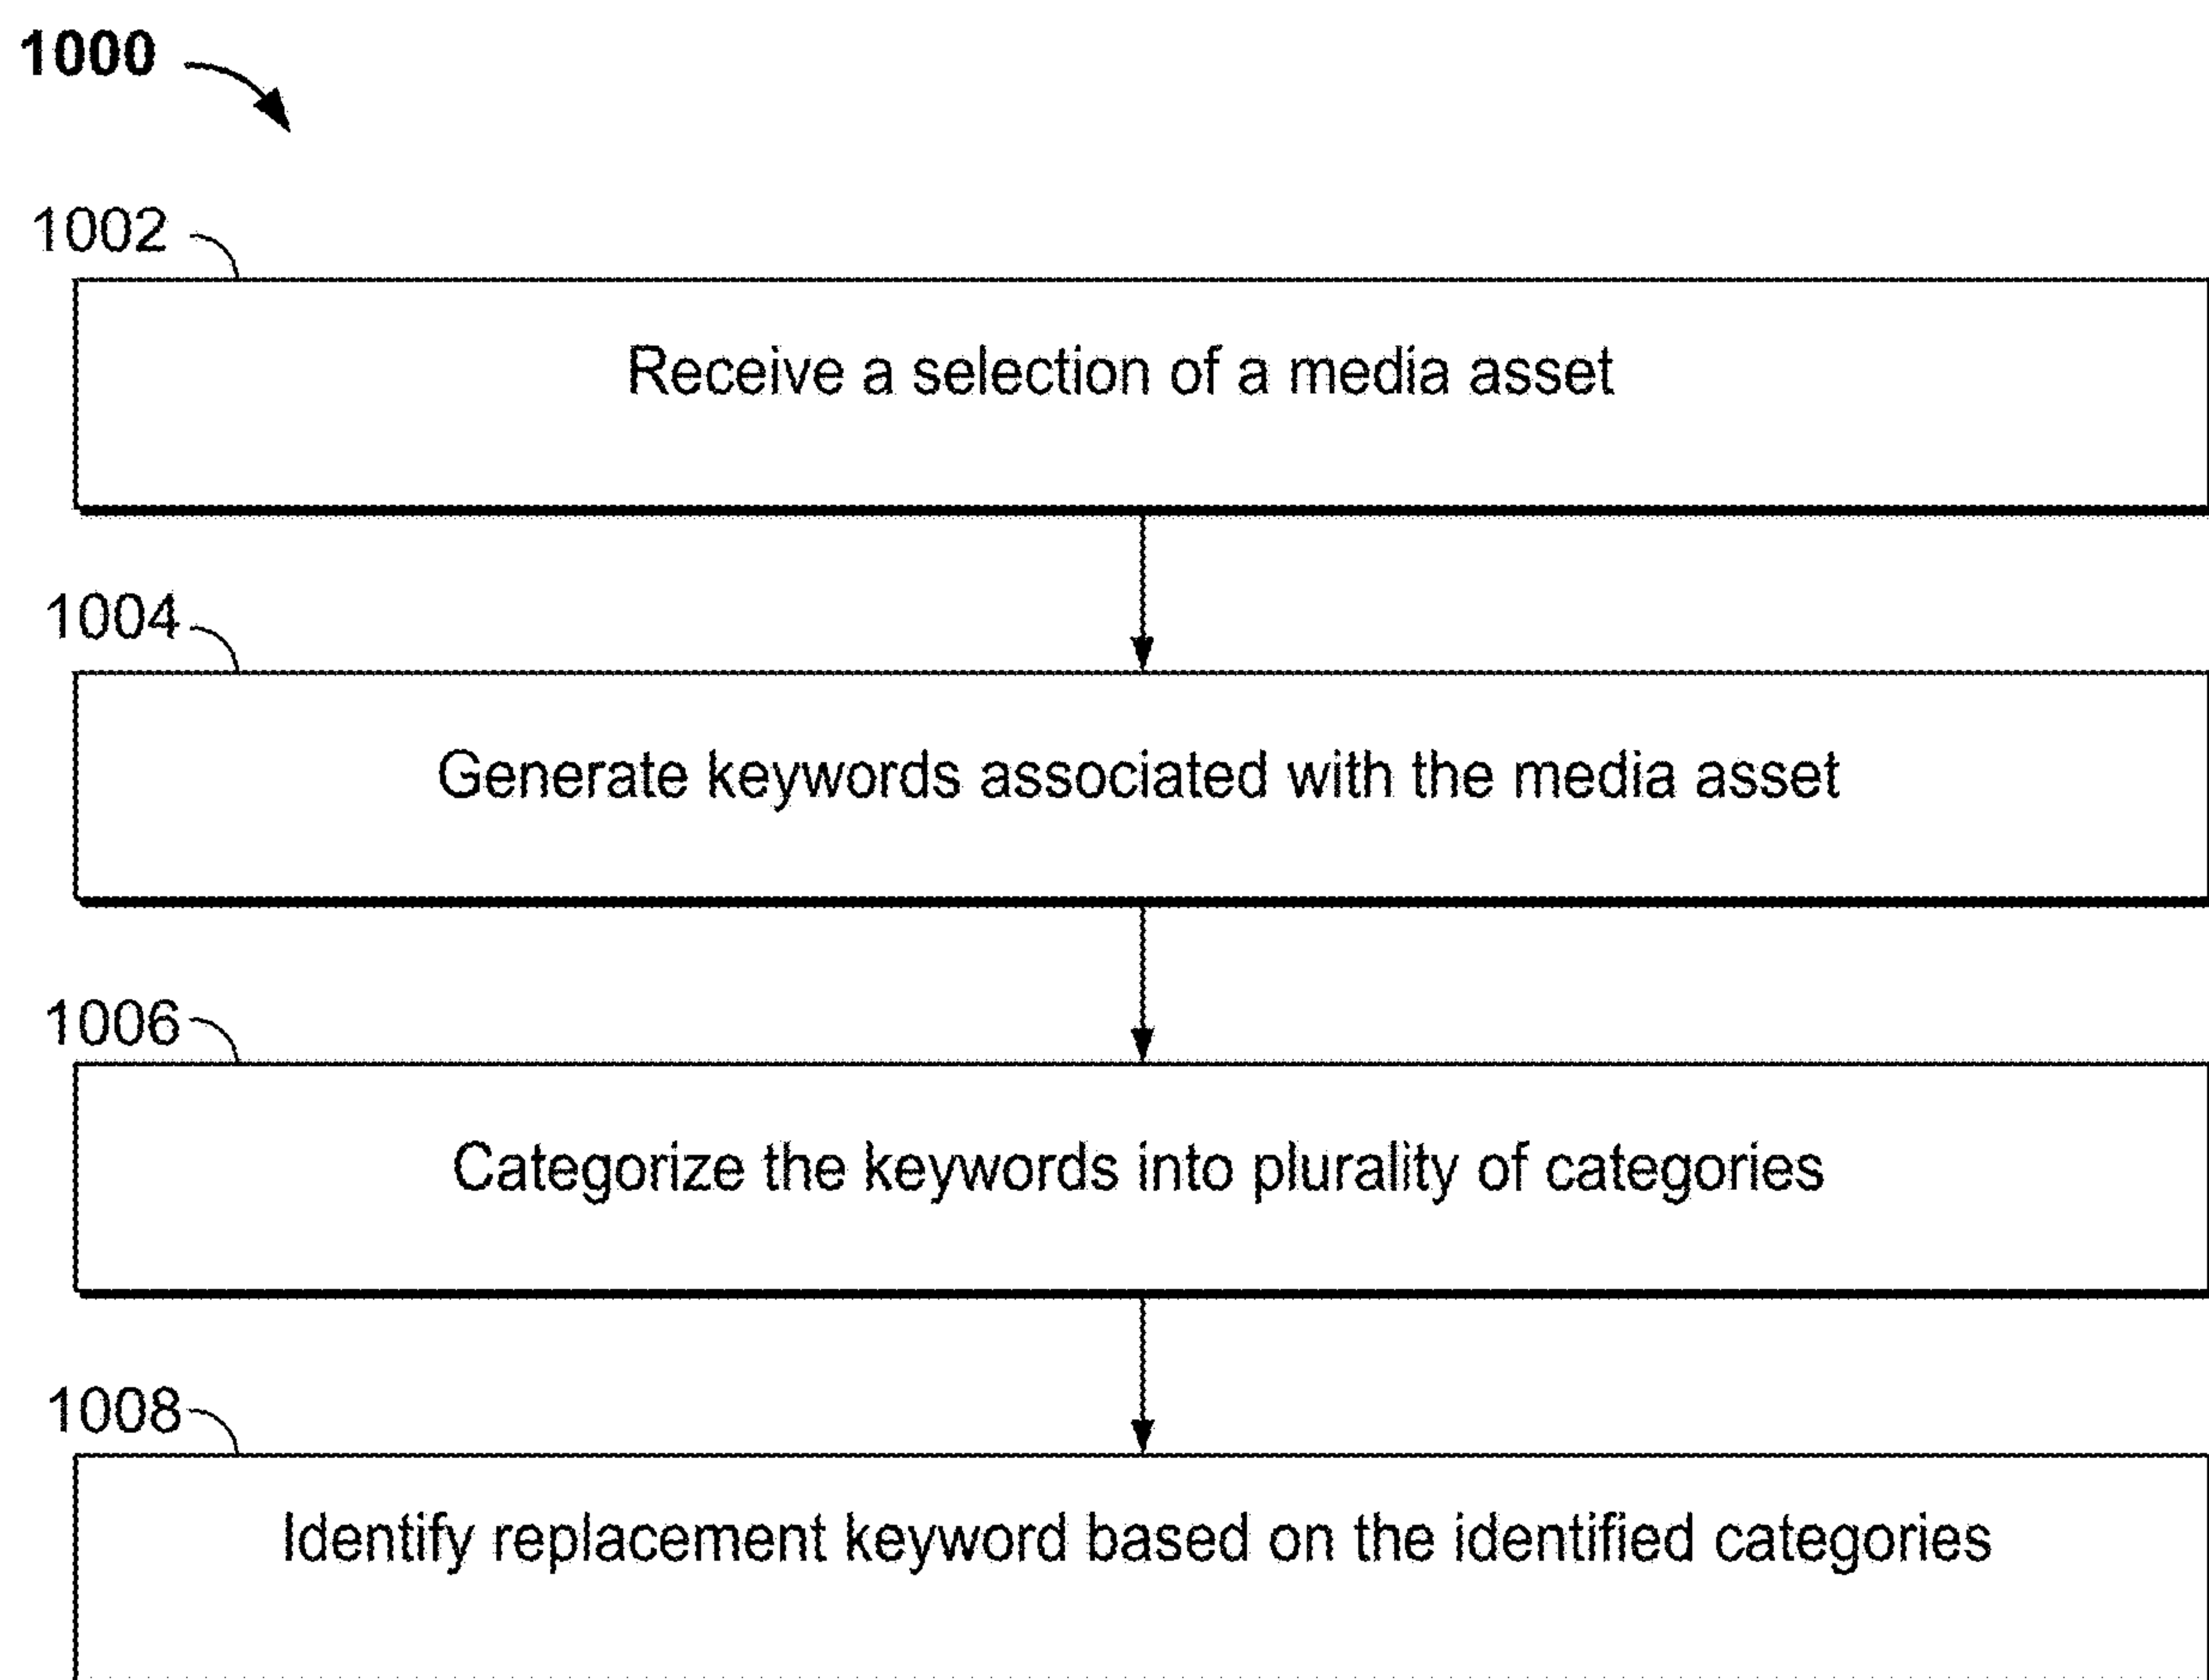 1000
1002
Receive a selection of a media asset
1004
Generate keywords associated with the media asset
1006
Categorize the keywords into plurality of categories
1008
Identify replacement keyword based on the identified categories